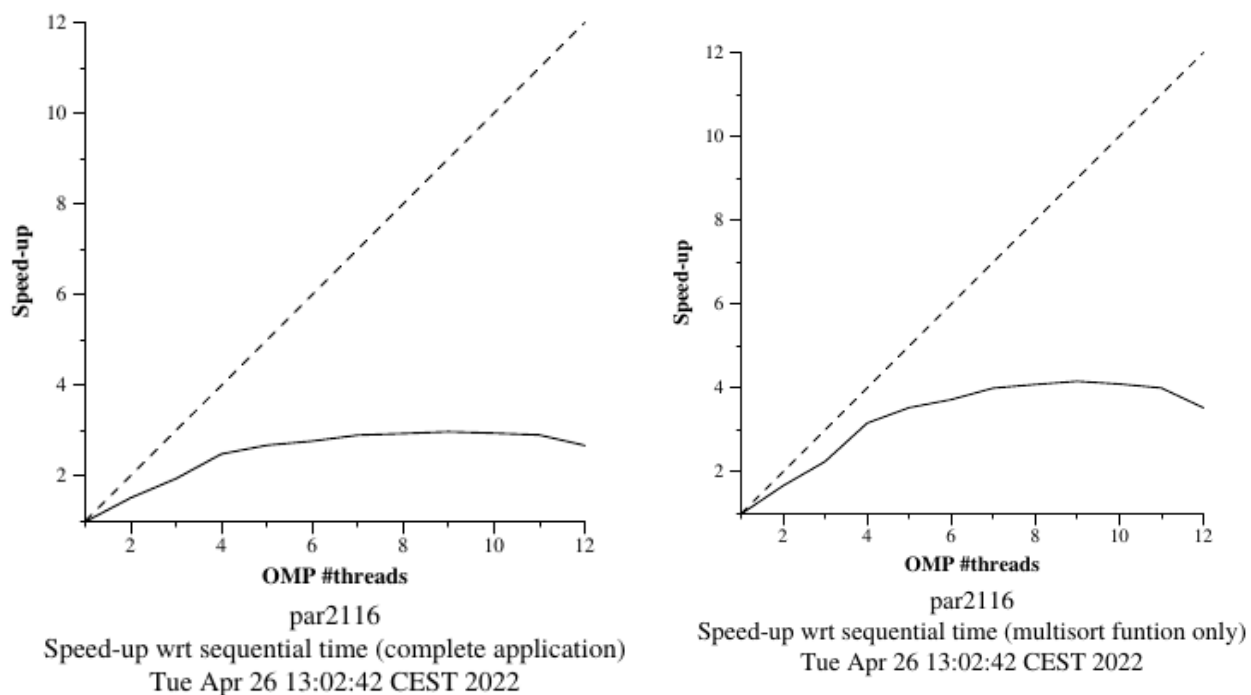 12
10
8
6
4
2
Speed-up
2
4
6
8
10
12
OMP #threads
par2116
Speed-up wrt sequential time (complete application)
Tue Apr 26 13:02:42 CEST 2022
12
10
8
6
4
2
Speed-up
2
4
6
8
10
12
OMP #threads
par2116
Speed-up wrt sequential time (multisort funtion only)
Tue Apr 26 13:02:42 CEST 2022